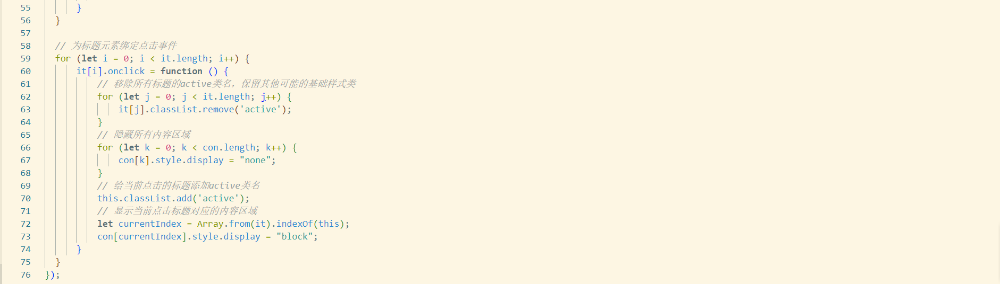 55 }
56 }
57
58 // 为标题元素绑定点击事件
59 for (let i = 0; i < it.length; i++) {
60 it[i].onclick = function () {
61 // 移除所有标题的active类名，保留其他可能的基础样式类
62 for (let j = 0; j < it.length; j++) {
63 it[j].classList.remove('active');
64 }
65 // 隐藏所有内容区域
66 for (let k = 0; k < con.length; k++) {
67 con[k].style.display = "none";
68 }
69 // 给当前点击的标题添加active类名
70 this.classList.add('active');
71 // 显示当前点击标题对应的内容区域
72 let currentIndex = Array.from(it).indexOf(this);
73 con[currentIndex].style.display = "block";
74 }
75 }
76 });